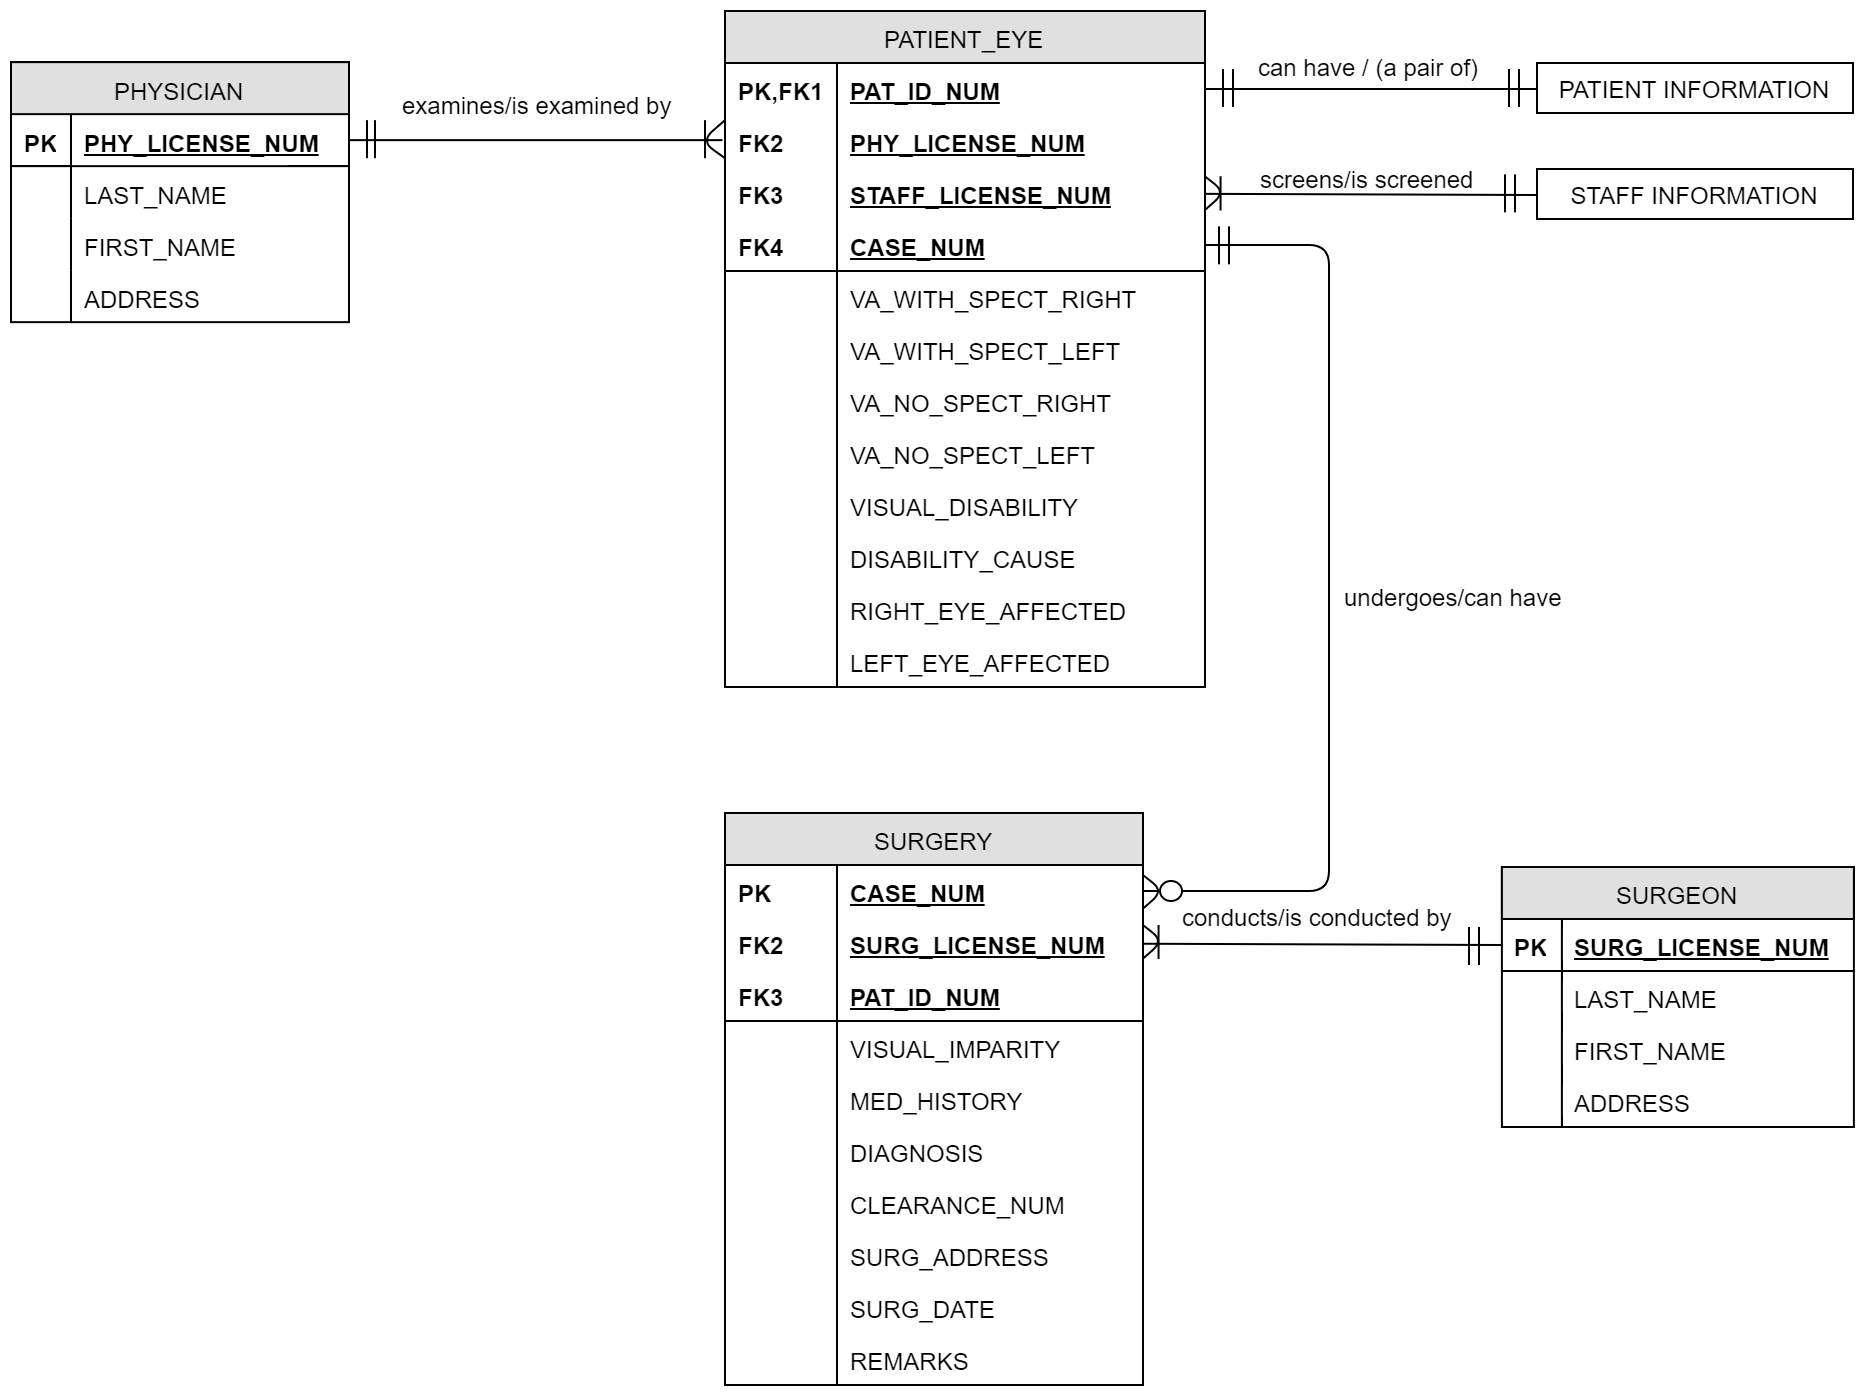 PHYSICIAN
PK PHY_LICENSE_NUM
LAST_NAME
FIRST_NAME
ADDRESS
examines/is examined by
PATIENT_EYE
PK,FK1 PAT_ID_NUM
FK2 PHY_LICENSE_NUM
FK3 STAFF_LICENSE_NUM
FK4 CASE_NUM
VA_WITH_SPECT_RIGHT
VA_WITH_SPECT_LEFT
VA_NO_SPECT_RIGHT
VA_NO_SPECT_LEFT
VISUAL_DISABILITY
DISABILITY_CAUSE
RIGHT_EYE_AFFECTED
LEFT_EYE_AFFECTED
can have / (a pair of)
PATIENT INFORMATION
screens/is screened
STAFF INFORMATION
undergoes/can have
SURGERY
PK CASE_NUM
FK2 SURG_LICENSE_NUM
FK3 PAT_ID_NUM
VISUAL_IMPARITY
MED_HISTORY
DIAGNOSIS
CLEARANCE_NUM
SURG_ADDRESS
SURG_DATE
REMARKS
conducts/is conducted by
SURGEON
PK SURG_LICENSE_NUM
LAST_NAME
FIRST_NAME
ADDRESS